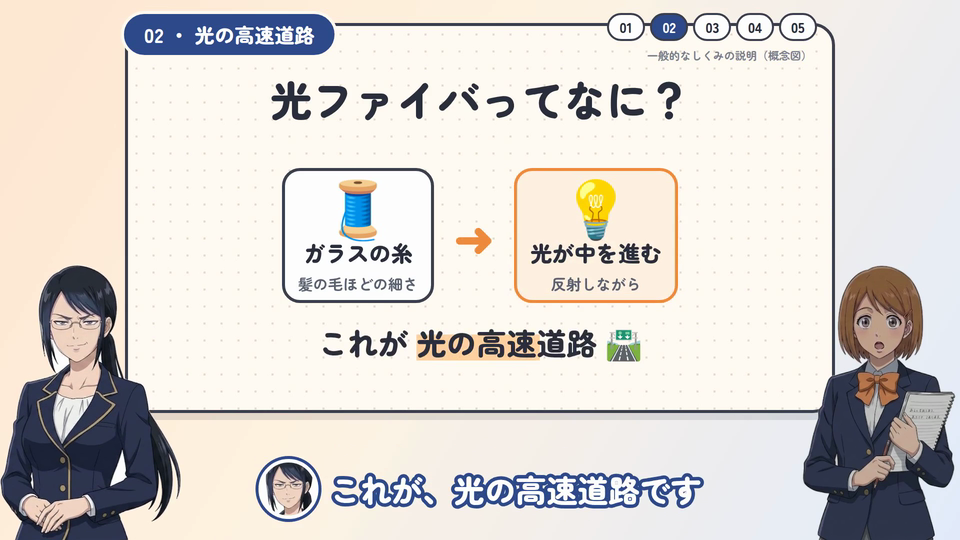 02 ・ 光の高速道路
01 02 03 04 05
一般的なしくみの説明（概念図）
光ファイバってなに？
ガラスの糸
髪の毛ほどの細さ
光が中を進む
反射しながら
これが 光の高速道路
これが、光の高速道路です